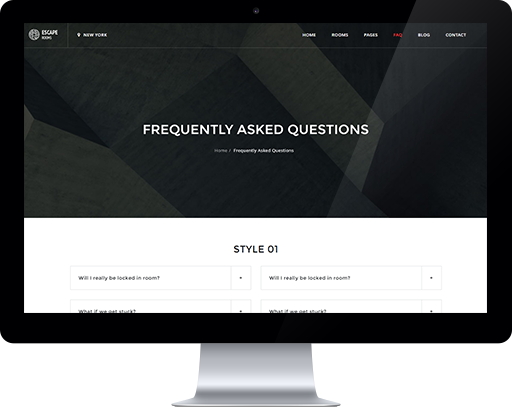 ESCAPE
ROOMS
NEW YORK
HOME ROOMS PAGES FAQ BLOG CONTACT
FREQUENTLY ASKED QUESTIONS
Home / Frequently Asked Questions
STYLE 01
Will I really be locked in room? +
Will I really be locked in room? +
What if we get stuck? +
What if we get stuck? +